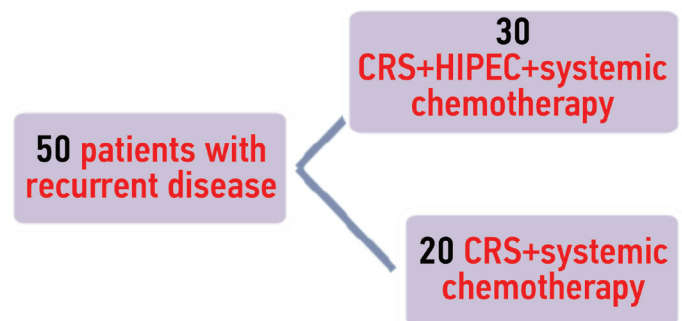 50 patients with
recurrent disease
30
CRS+HIPEC+systemic
chemotherapy
20 CRS+systemic
chemotherapy